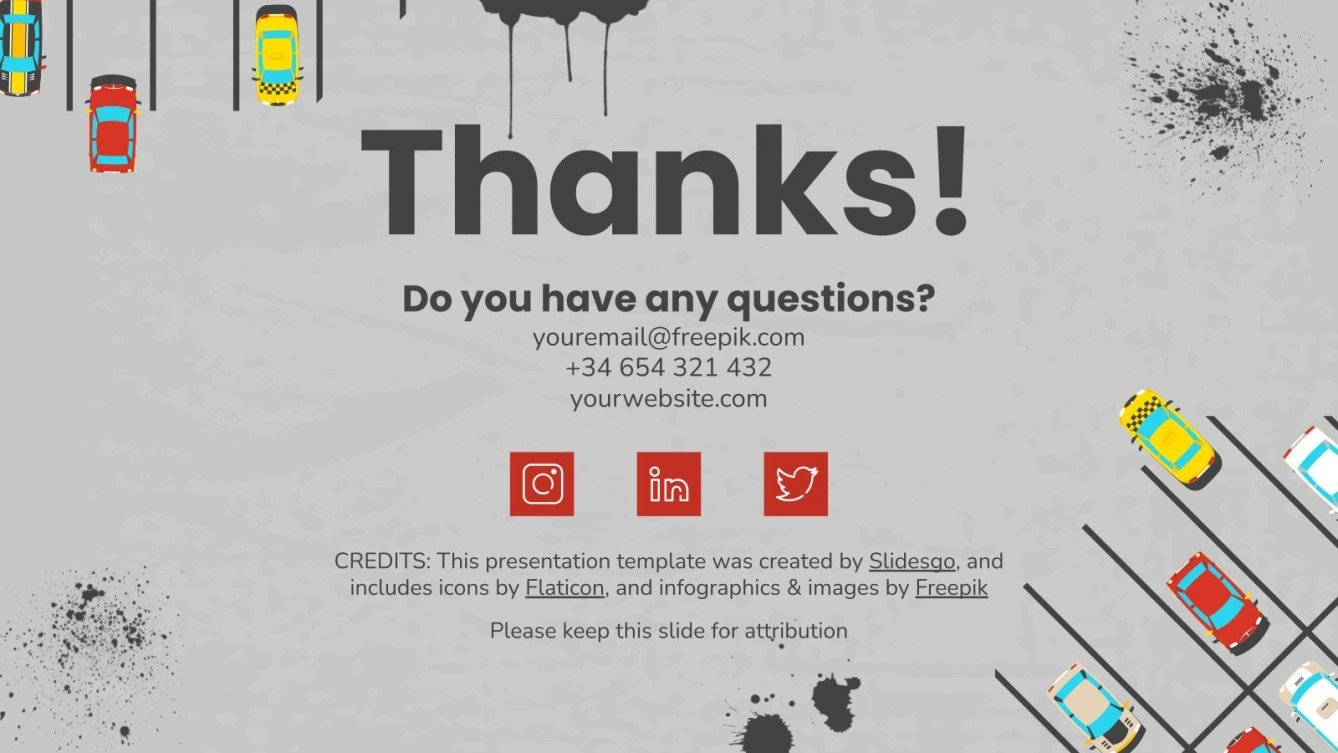 Thanks!
Do you have any questions?
youremail@freepik.com
+34 654 321 432
yourwebsite.com
in
CREDITS: This presentation template was created by Slidesgo, and
includes icons by Flaticon, and infographics & images by Freepik
Please keep this slide for attribution